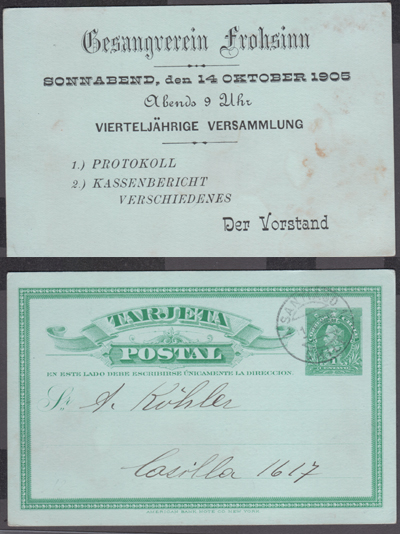 Gesangverein Frohsinn
SONNABEND, den 14 OKTOBER 1905
Abends 9 Uhr
VIERTELJÄHRIGE VERSAMMLUNG
1.) PROTOKOLL
2.) KASSENBERICHT
VERSCHIEDENES
Der Vorstand
TARJETA
POSTAL
EN ESTE LADO DEBE ESCRIBIRSE ÚNICAMENTE LA DIRECCION
Sr. A. Köhler
Casilla 1617
SANTIAGO
AMERICAN BANK NOTE CO. NEW YORK